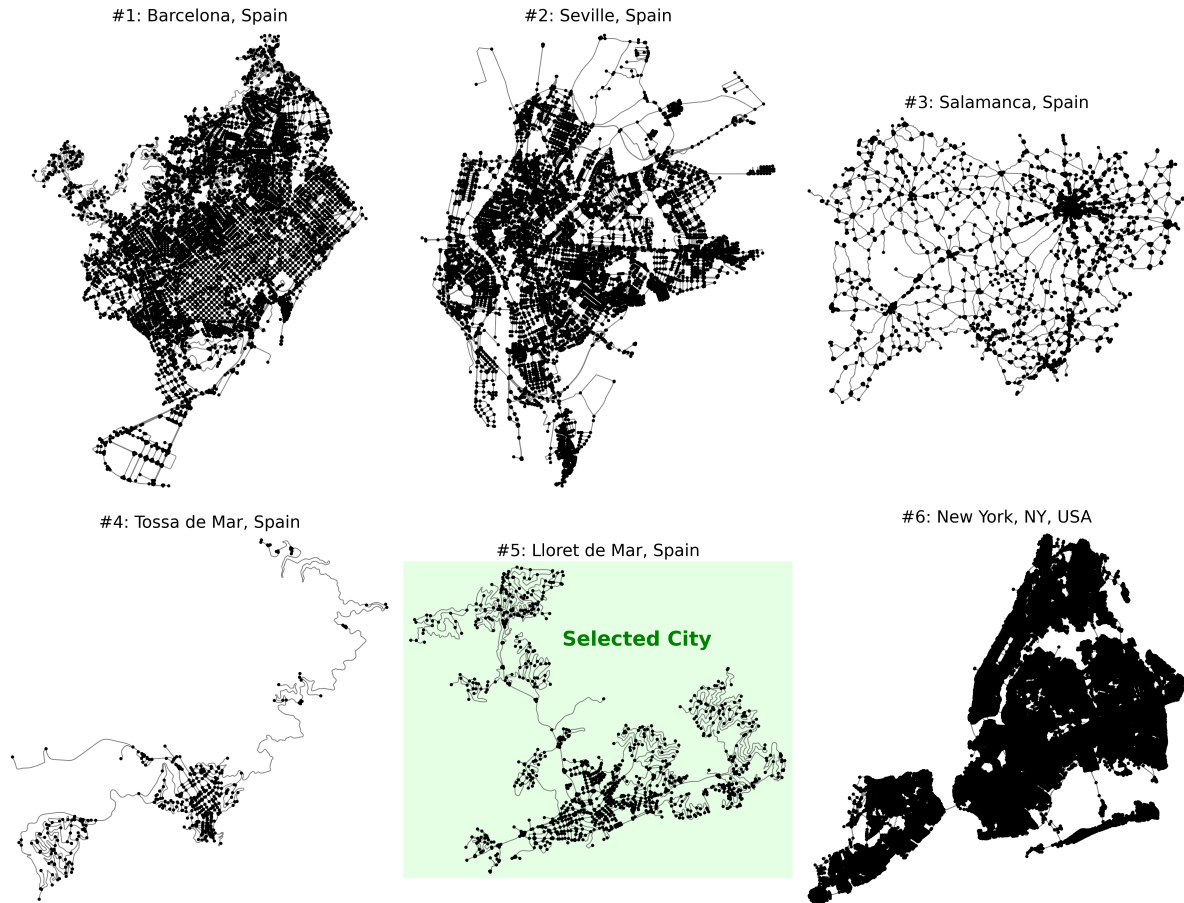 #1: Barcelona, Spain
#2: Seville, Spain
#3: Salamanca, Spain
#4: Tossa de Mar, Spain
#5: Lloret de Mar, Spain
Selected City
#6: New York, NY, USA